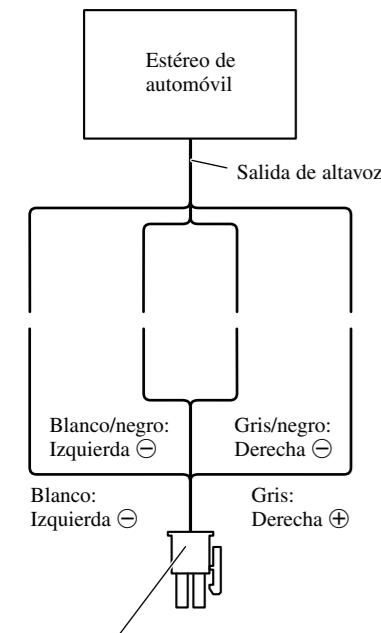 Estéreo de
automóvil
Salida de altavoz
Blanco/negro:
Izquierda ⊖
Gris/negro:
Derecha ⊖
Blanco:
Izquierda ⊖
Gris:
Derecha ⊕